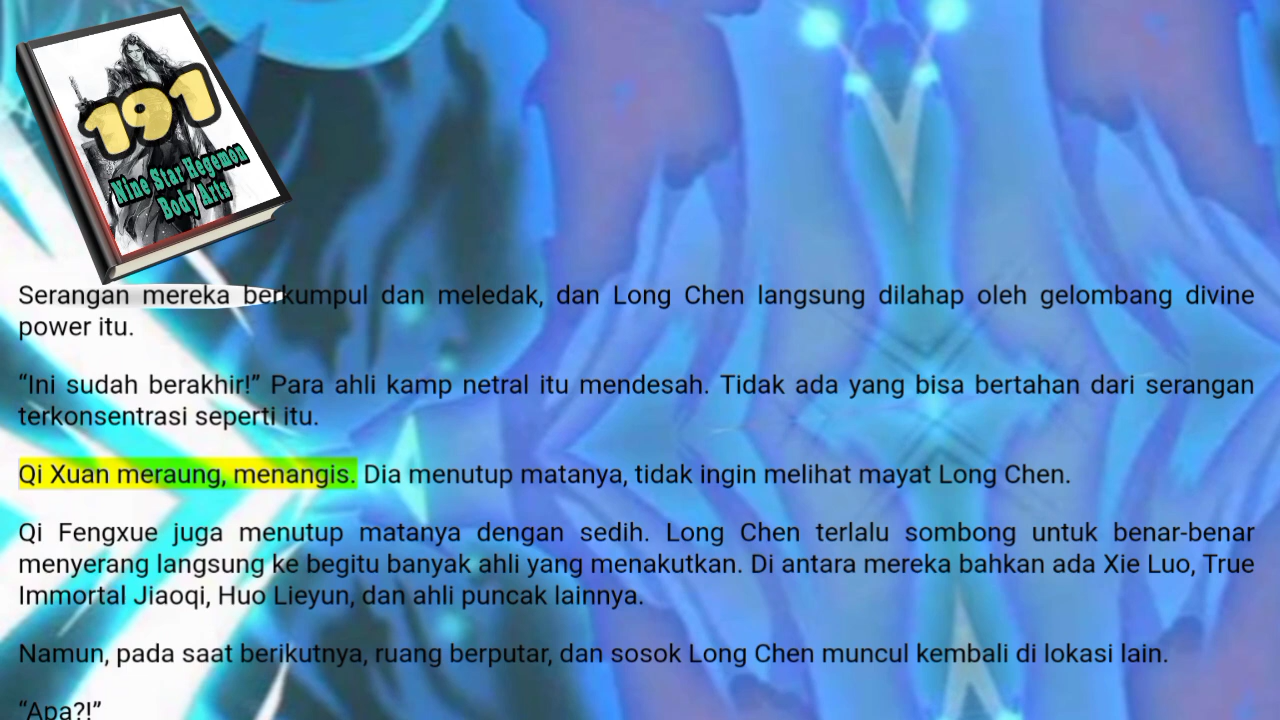 191
Nine Star Hegemon
Body Arts
Serangan mereka berkumpul dan meledak, dan Long Chen langsung dilahap oleh gelombang divine
power itu.
“Ini sudah berakhir!” Para ahli kamp netral itu mendesah. Tidak ada yang bisa bertahan dari serangan
terkonsentrasi seperti itu.
Qi Xuan meraung, menangis. Dia menutup matanya, tidak ingin melihat mayat Long Chen.
Qi Fengxue juga menutup matanya dengan sedih. Long Chen terlalu sombong untuk benar-benar
menyerang langsung ke begitu banyak ahli yang menakutkan. Di antara mereka bahkan ada Xie Luo, True
Immortal Jiaoqi, Huo Lieyun, dan ahli puncak lainnya.
Namun, pada saat berikutnya, ruang berputar, dan sosok Long Chen muncul kembali di lokasi lain.
“Apa?!”